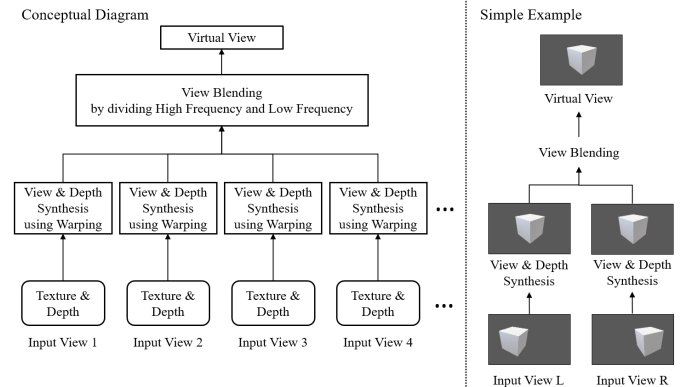 Conceptual Diagram
Virtual View
View Blending
by dividing High Frequency and Low Frequency
View & Depth
Synthesis
using Warping
View & Depth
Synthesis
using Warping
View & Depth
Synthesis
using Warping
View & Depth
Synthesis
using Warping
...
Texture &
Depth
Texture &
Depth
Texture &
Depth
Texture &
Depth
...
Input View 1
Input View 2
Input View 3
Input View 4
Simple Example
Virtual View
View Blending
View & Depth
Synthesis
View & Depth
Synthesis
Input View L
Input View R